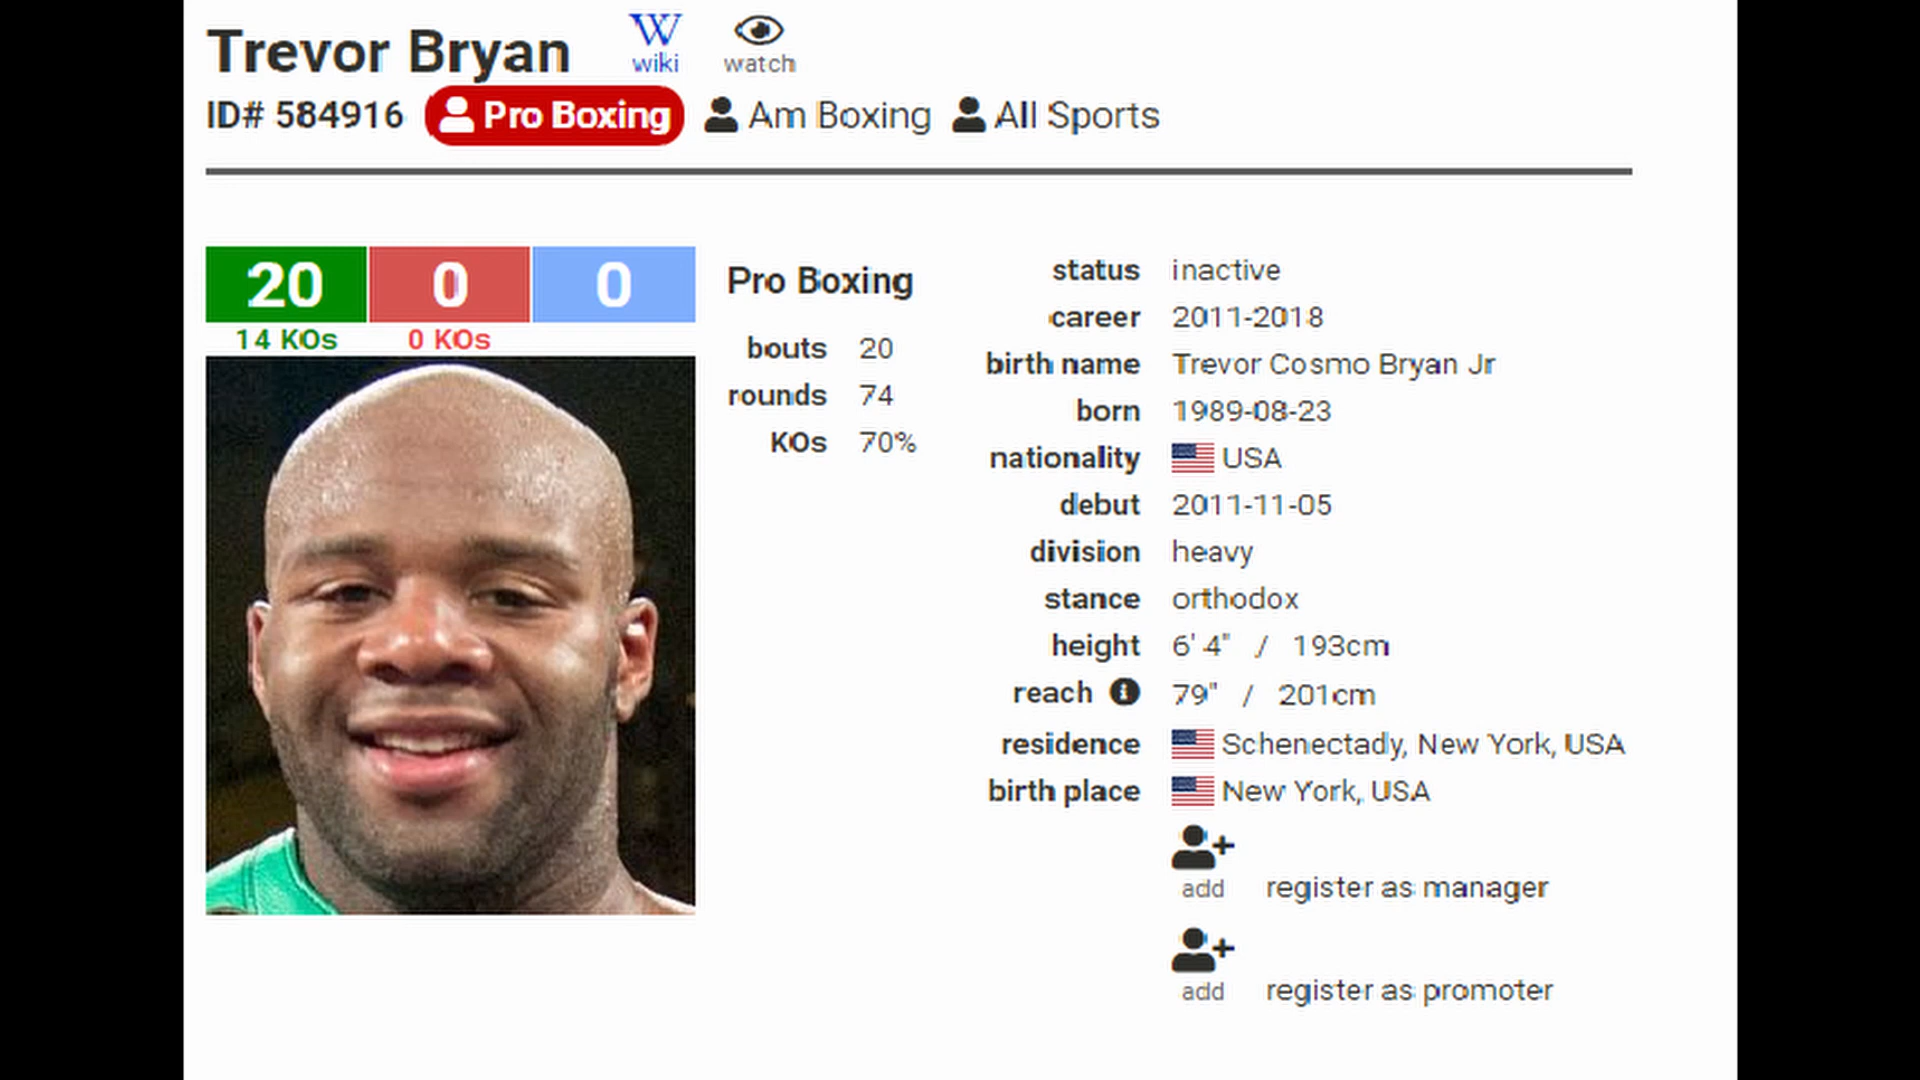 Trevor Bryan
W
wiki
watch
ID# 584916 Pro Boxing Am Boxing All Sports
20 0 0
14 KOs 0 KOs
Pro Boxing
bouts 20
rounds 74
KOs 70%
status inactive
career 2011-2018
birth name Trevor Cosmo Bryan Jr
born 1989-08-23
nationality USA
debut 2011-11-05
division heavy
stance orthodox
height 6' 4" / 193cm
reach 79" / 201cm
residence Schenectady, New York, USA
birth place New York, USA
add register as manager
add register as promoter